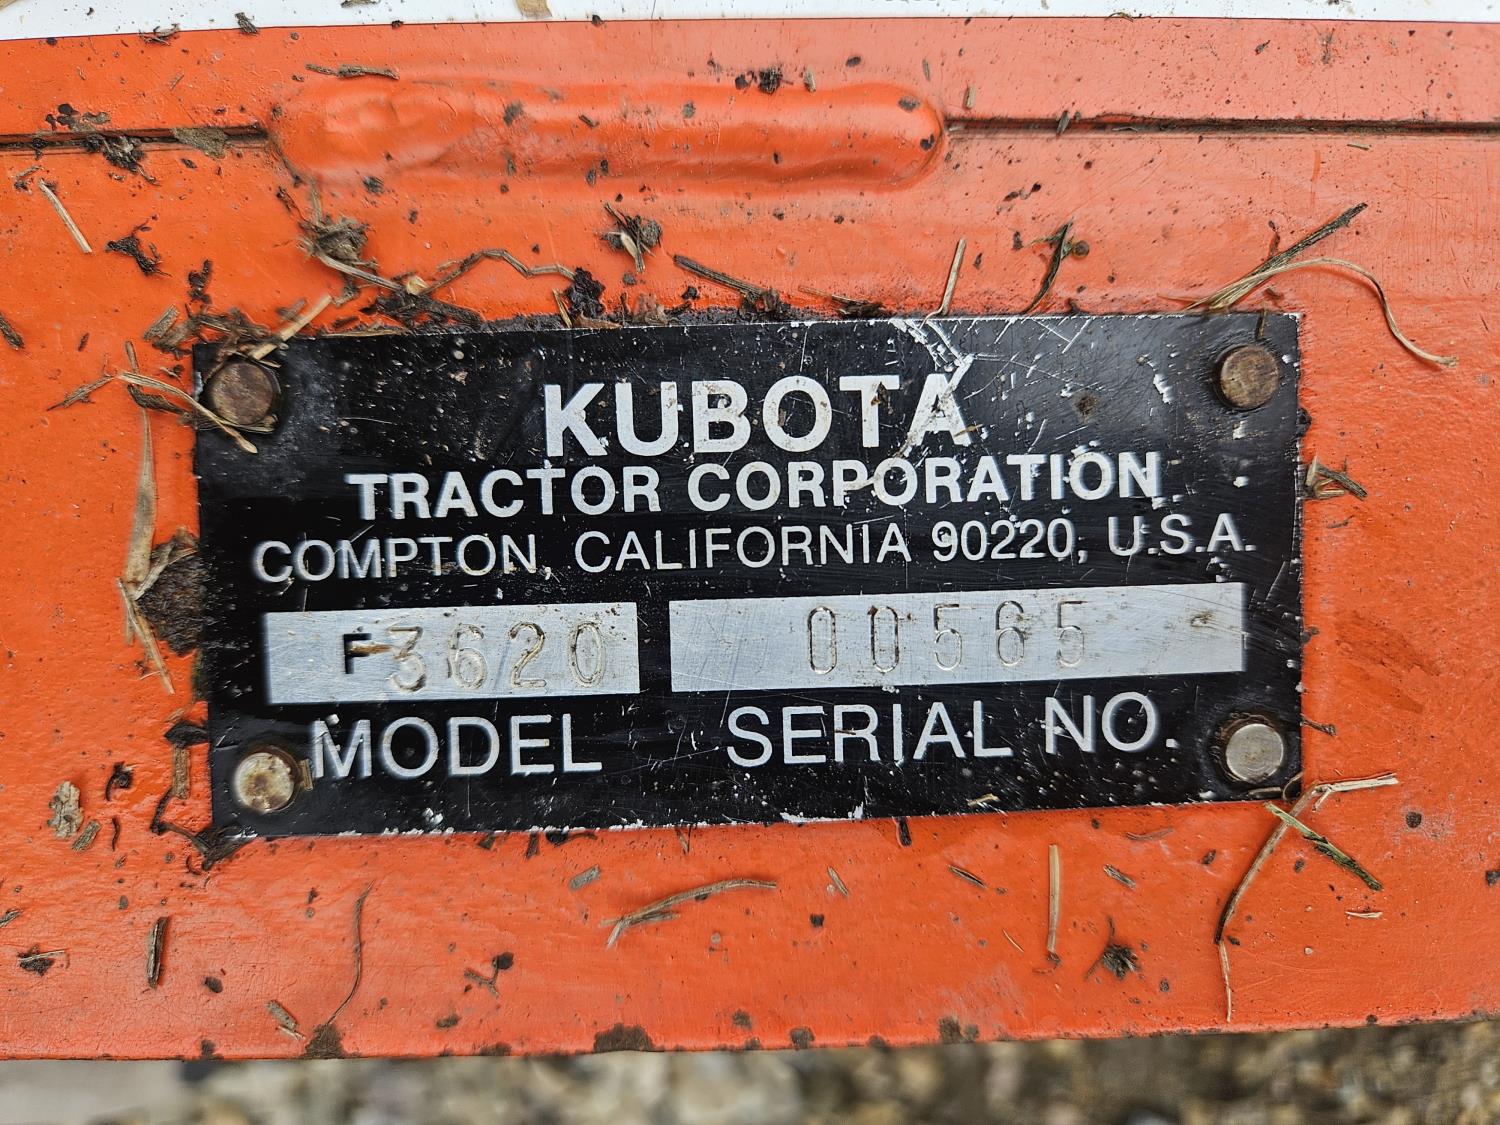 KUBOTA
TRACTOR CORPORATION
COMPTON, CALIFORNIA 90220, U.S.A.
F3620 00565
MODEL SERIAL NO.